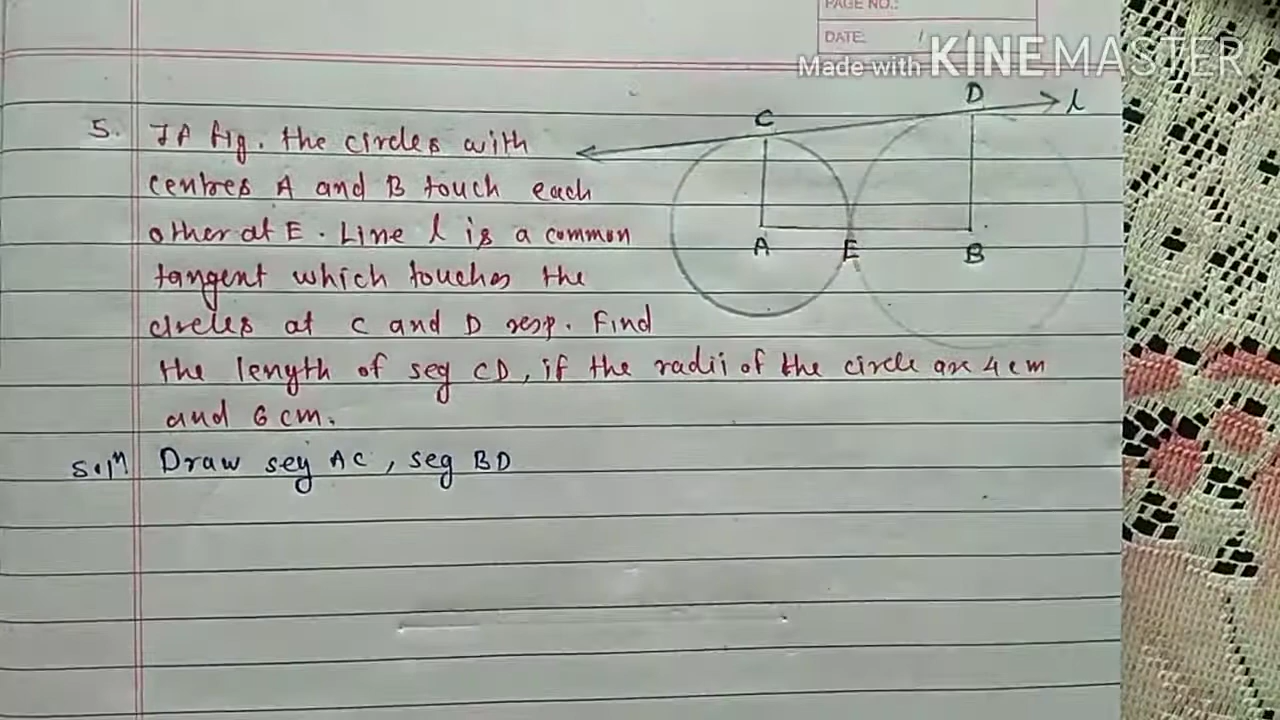 PAGE NO.:
DATE: / /
Made with KINEMASTER
5. If fig. the circles with
centres A and B touch each
other at E. Line l is a common
tangent which touches the
circles at C and D resp. Find
the length of seg CD, if the radii of the circle are 4 cm
and 6 cm.
C D l
A E B
Solⁿ Draw seg AC, seg BD